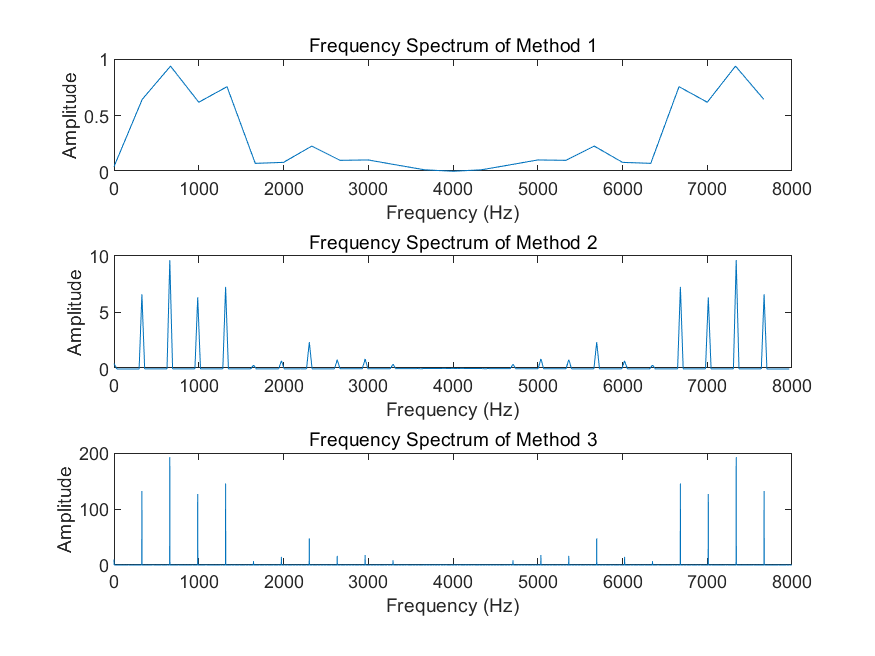 Frequency Spectrum of Method 1
Amplitude
1
0.5
0
0 1000 2000 3000 4000 5000 6000 7000 8000
Frequency (Hz)
Frequency Spectrum of Method 2
Amplitude
10
5
0
0 1000 2000 3000 4000 5000 6000 7000 8000
Frequency (Hz)
Frequency Spectrum of Method 3
Amplitude
200
100
0
0 1000 2000 3000 4000 5000 6000 7000 8000
Frequency (Hz)